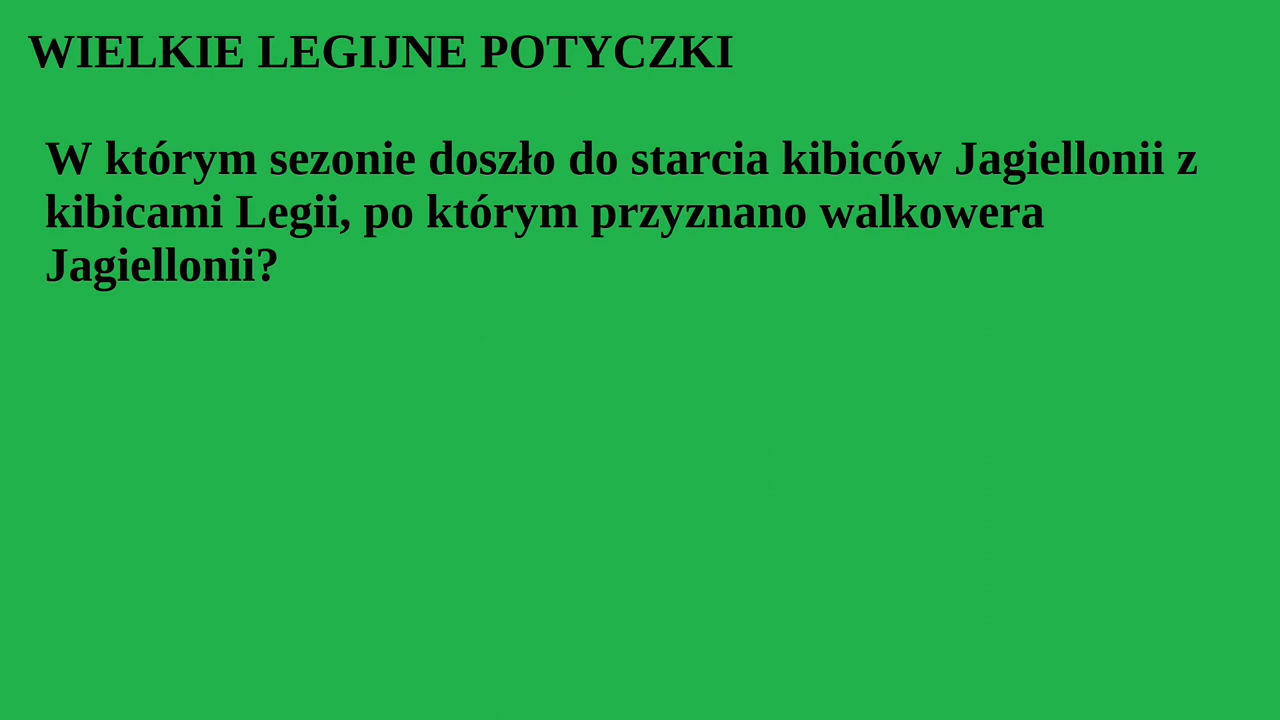 WIELKIE LEGIJNE POTYCZKI
W którym sezonie doszło do starcia kibiców Jagiellonii z
kibicami Legii, po którym przyznano walkowera
Jagiellonii?